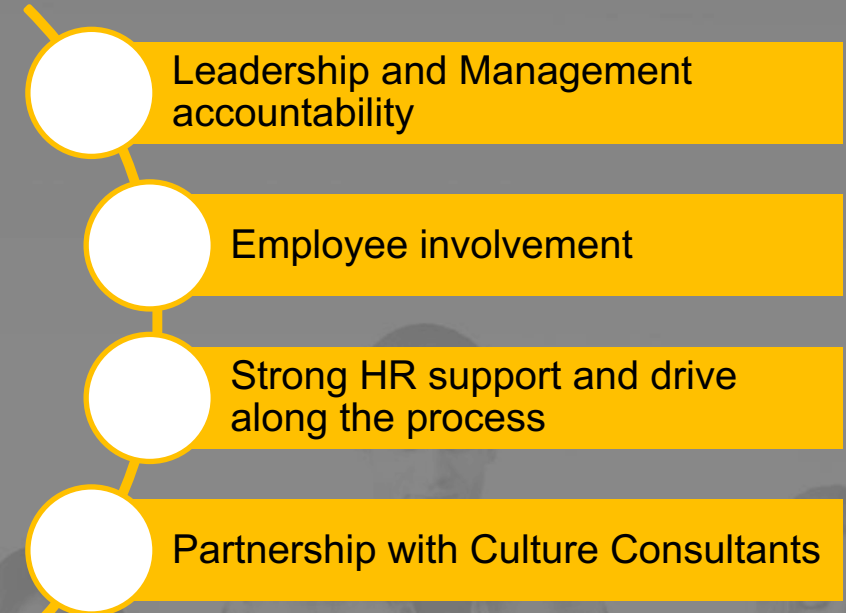 Leadership and Management
accountability
Employee involvement
Strong HR support and drive
along the process
Partnership with Culture Consultants